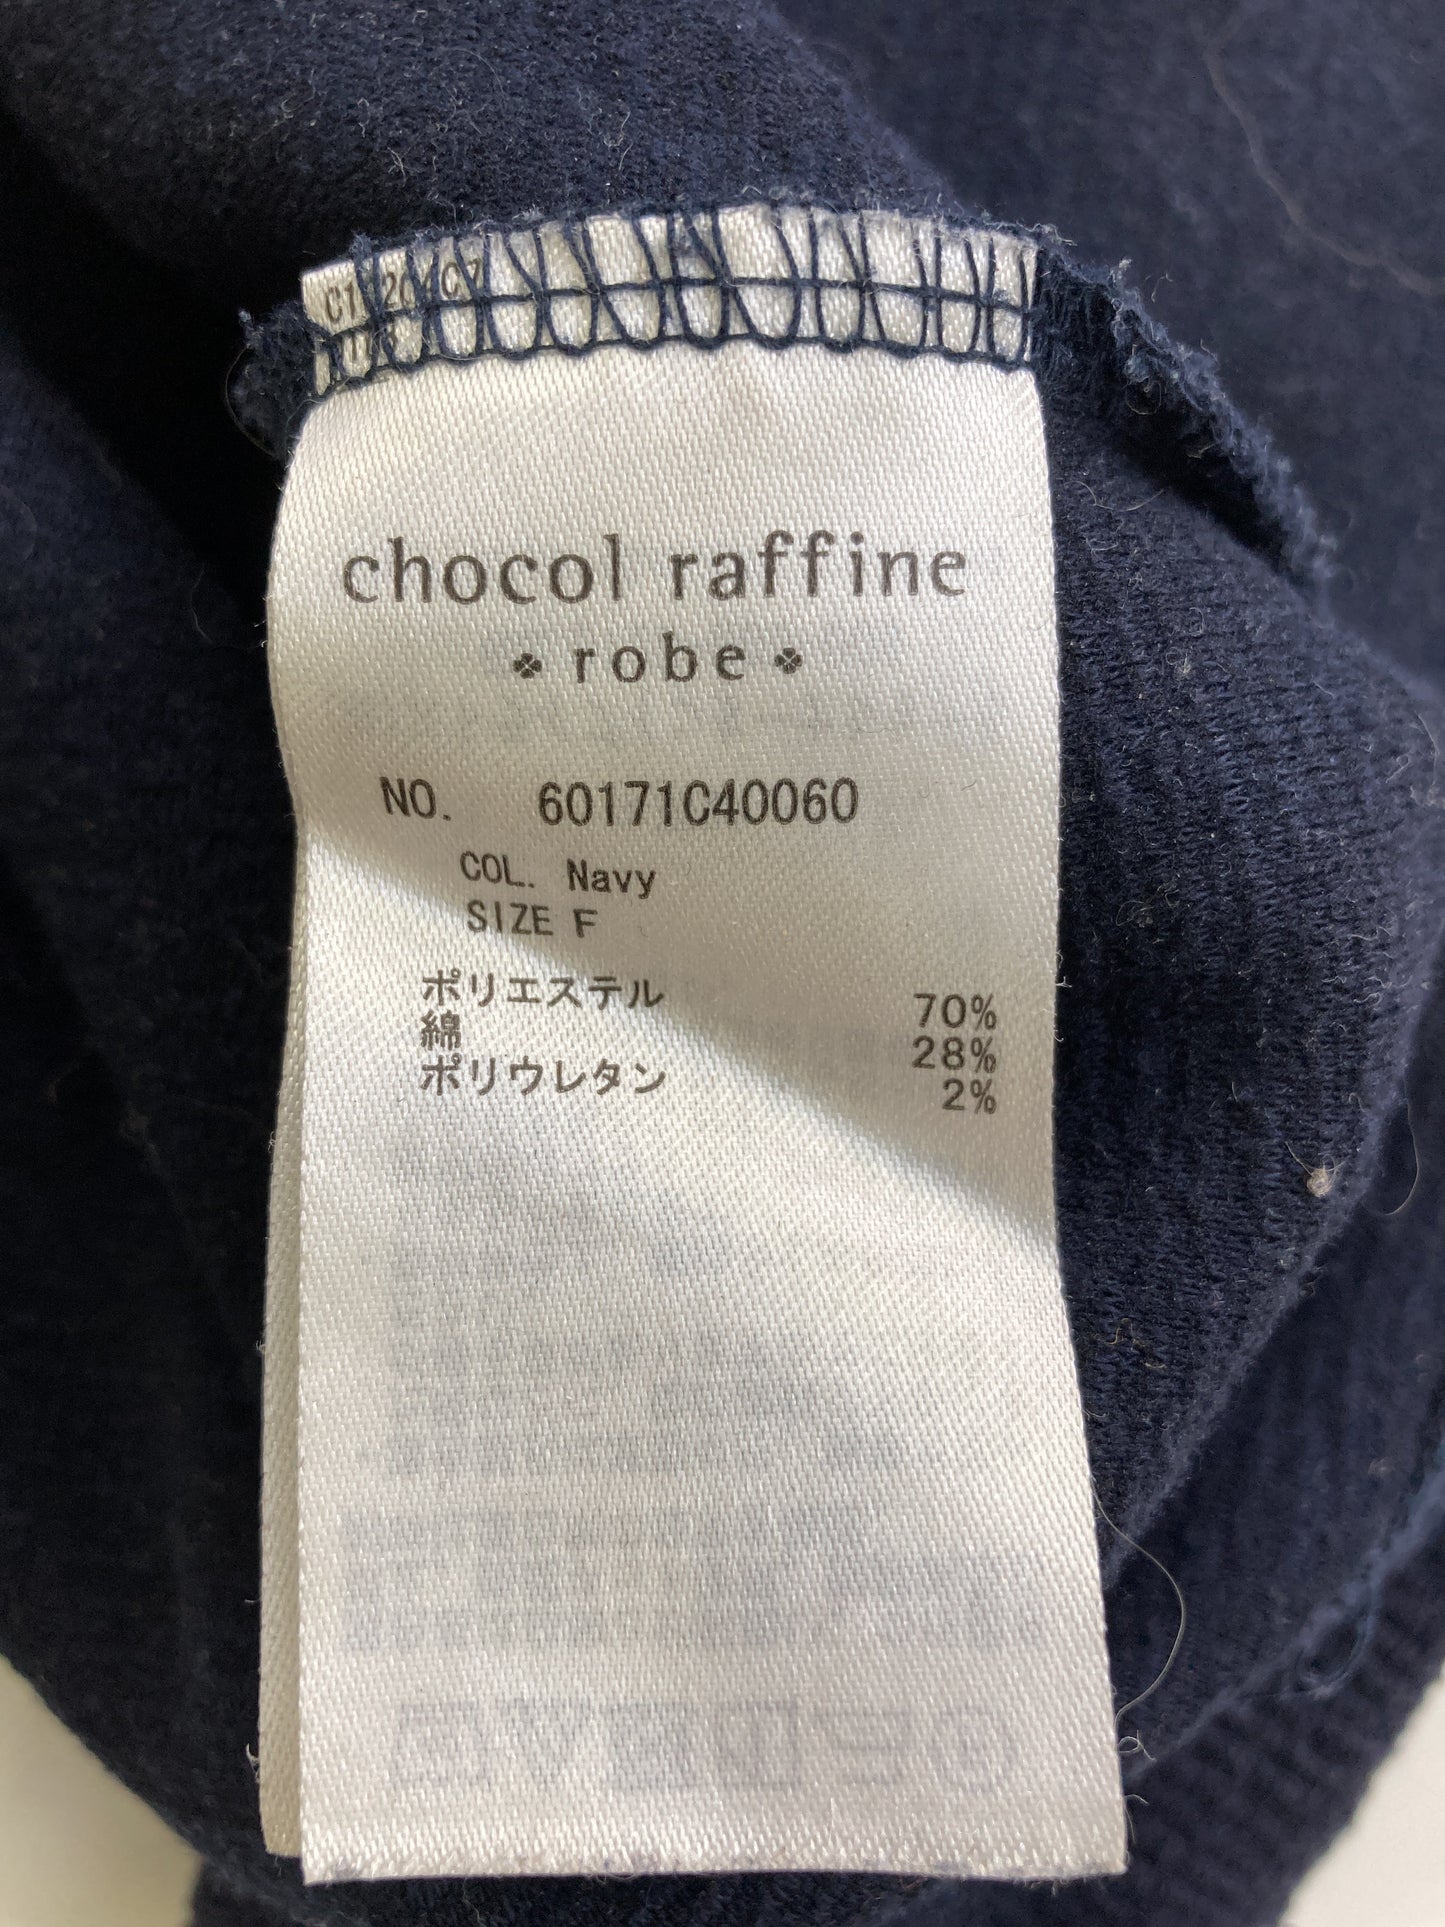 chocol raffine
robe
NO. 60171C40060
COL. Navy
SIZE F
ポリエステル 70%
綿 28%
ポリウレタン 2%